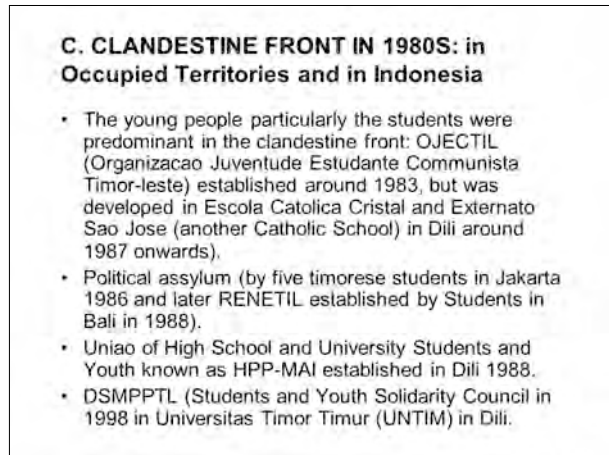 C. CLANDESTINE FRONT IN 1980S: in
Occupied Territories and in Indonesia
• The young people particularly the students were
predominant in the clandestine front: OJECTIL
(Organizacao Juventude Estudante Communista
Timor-leste) established around 1983, but was
developed in Escola Catolica Cristal and Externato
Sao Jose (another Catholic School) in Dili around
1987 onwards).
• Political assylum (by five timorese students in Jakarta
1986 and later RENETIL established by Students in
Bali in 1988).
• Uniao of High School and University Students and
Youth known as HPP-MAI established in Dili 1988.
• DSMPPTL (Students and Youth Solidarity Council in
1998 in Universitas Timor Timur (UNTIM) in Dili.